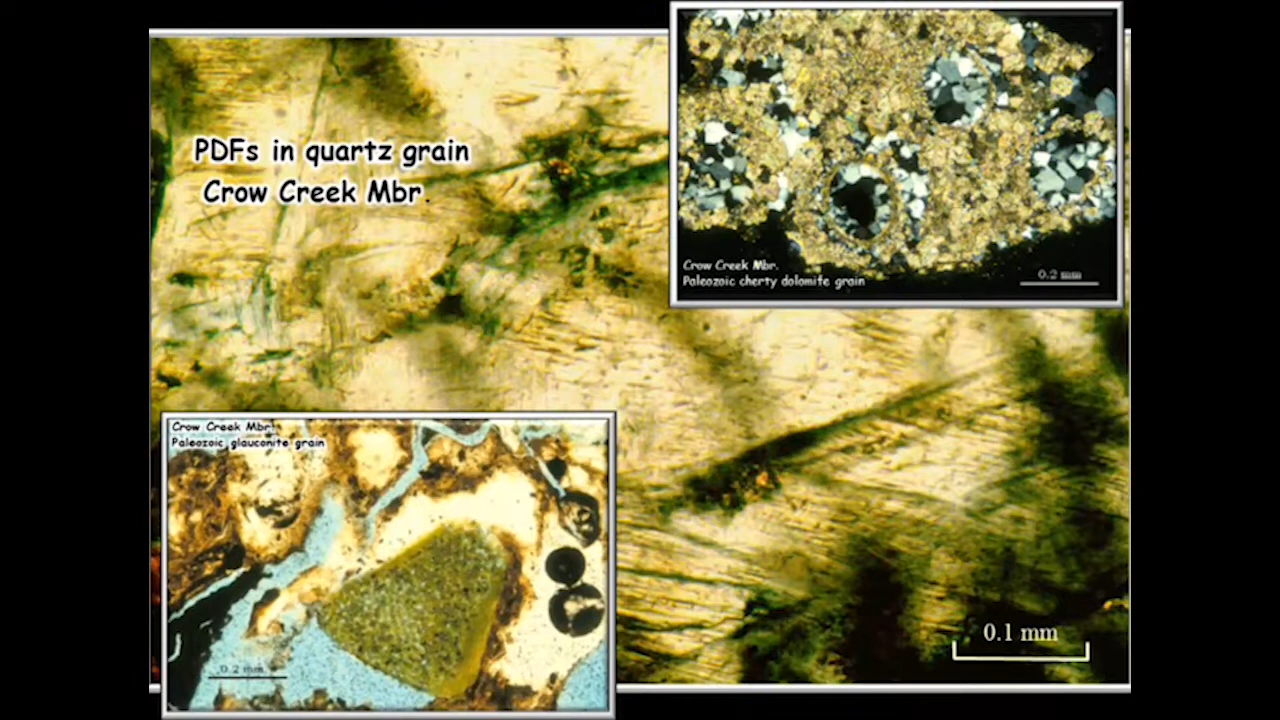 PDFs in quartz grain
Crow Creek Mbr.
Crow Creek Mbr.
Paleozoic cherty dolomite grain
0.2 mm
Crow Creek Mbr.
Paleozoic glauconite grain
0.2 mm
0.1 mm